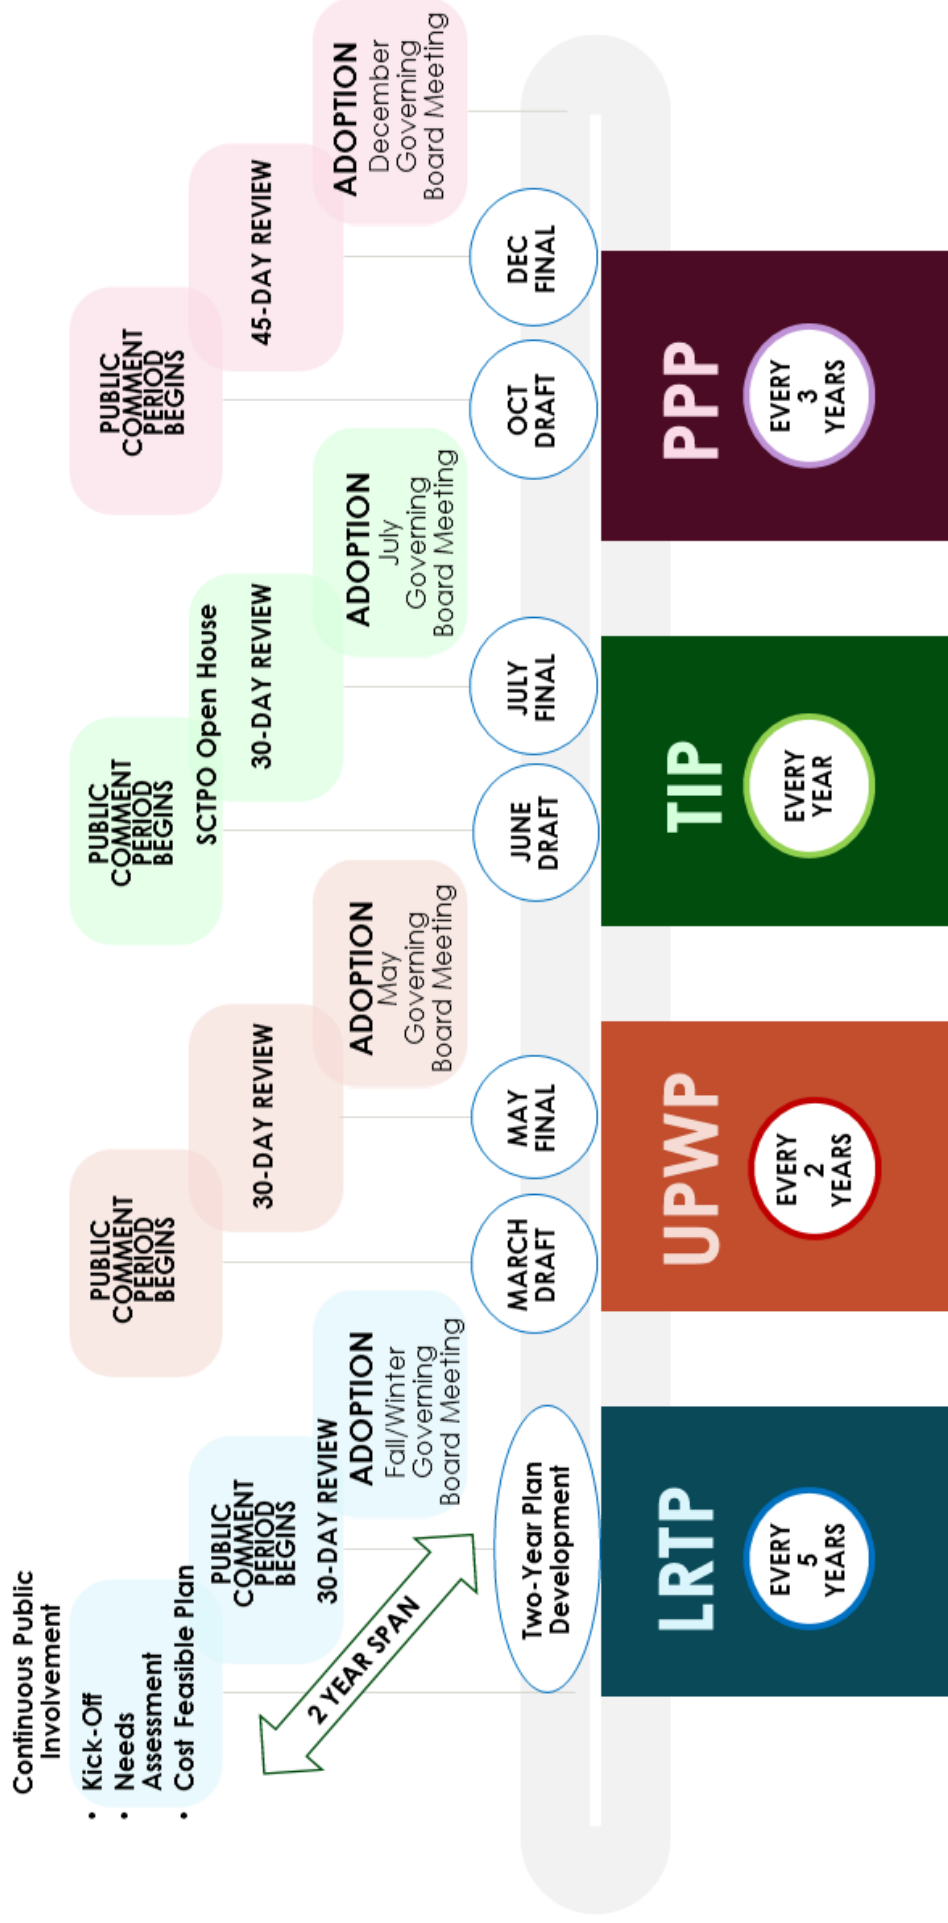 Continuous Public
Involvement
• Kick-Off
• Needs
Assessment
• Cost Feasible Plan
PUBLIC
COMMENT
PERIOD
BEGINS
30-DAY REVIEW
ADOPTION
Fall/Winter
Governing
Board Meeting
2 YEAR SPAN
Two-Year Plan
Development
LRTP
EVERY
5
YEARS
PUBLIC
COMMENT
PERIOD
BEGINS
30-DAY REVIEW
ADOPTION
May
Governing
Board Meeting
MARCH
DRAFT
MAY
FINAL
UPWP
EVERY
2
YEARS
PUBLIC
COMMENT
PERIOD
BEGINS
SCTPO Open House
30-DAY REVIEW
ADOPTION
July
Governing
Board Meeting
JUNE
DRAFT
JULY
FINAL
TIP
EVERY
YEAR
PUBLIC
COMMENT
PERIOD
BEGINS
45-DAY REVIEW
ADOPTION
December
Governing
Board Meeting
OCT
DRAFT
DEC
FINAL
PPP
EVERY
3
YEARS